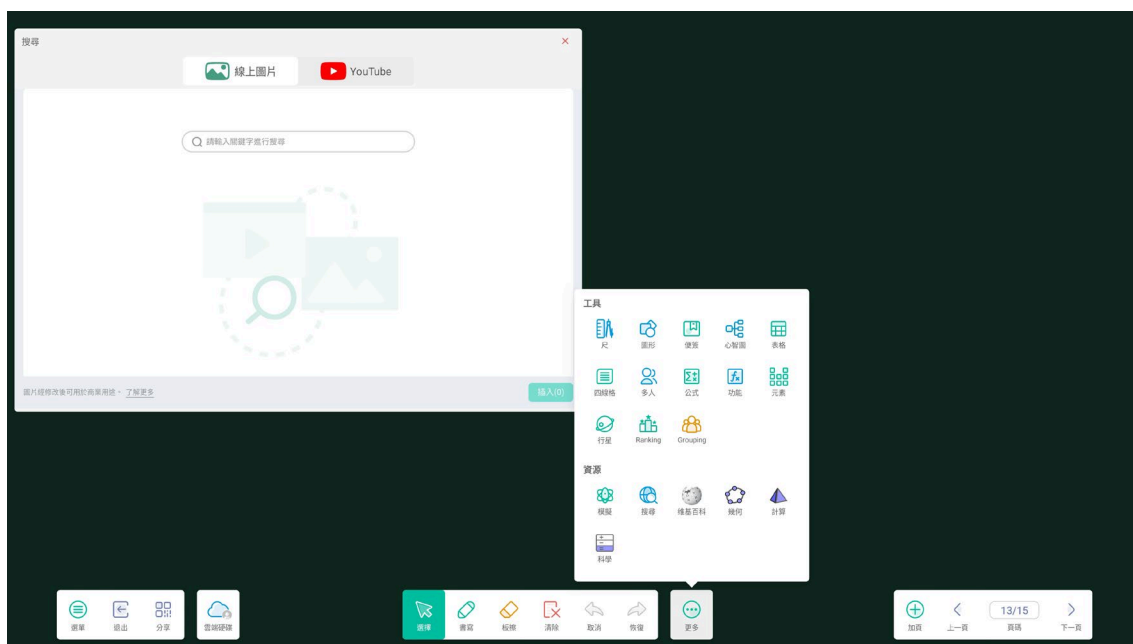 搜尋
線上圖片 YouTube
請輸入關鍵字進行搜尋
圖片經修改後可用於商業用途。 了解更多
插入(0)
工具
尺 圖形 便簽 心智圖 表格
四線格 多人 公式 功能 元素
行星 Ranking Grouping
資源
模擬 搜尋 維基百科 幾何 計算
科學
選單 退出 分享 雲端硬碟 選擇 書寫 板擦 清除 取消 恢復 更多 加頁 上一頁 13/15 頁碼 下一頁